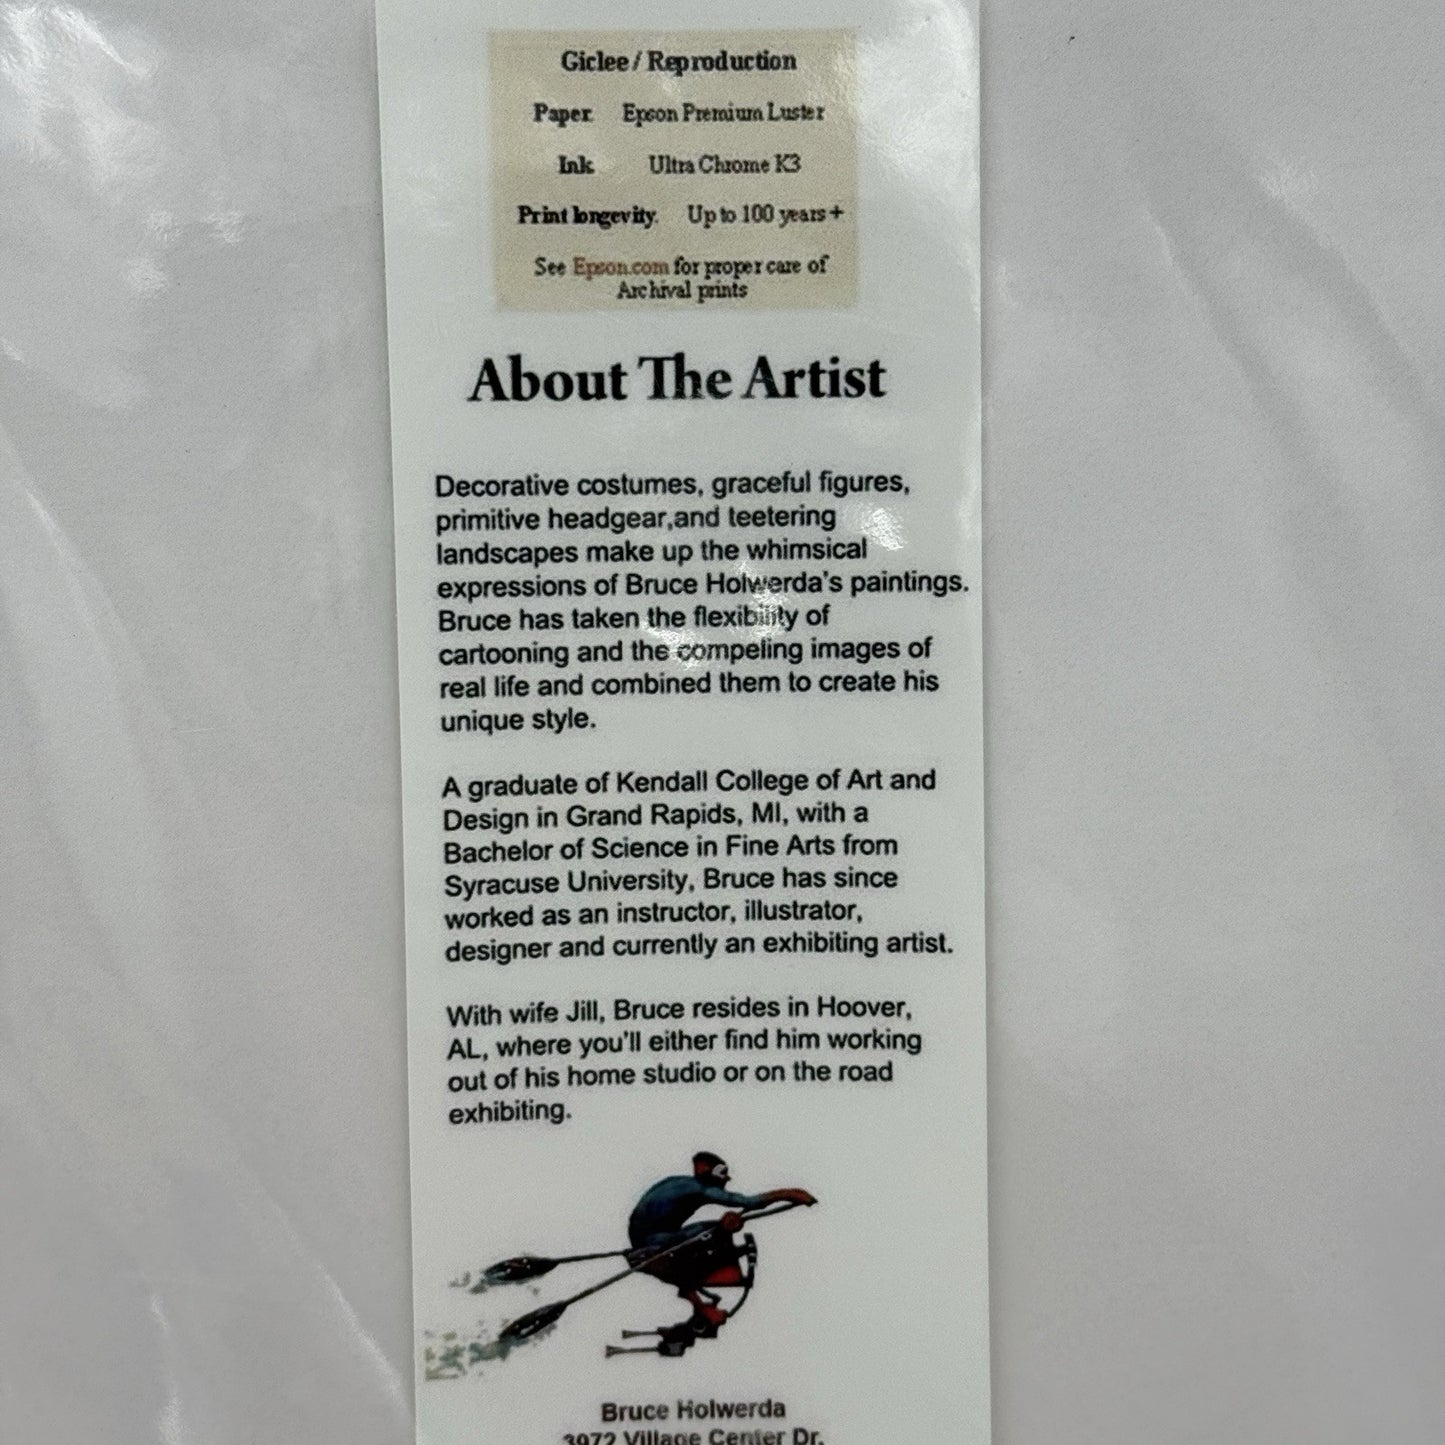 Giclee / Reproduction
Paper. Epson Premium Luster
Ink. Ultra Chrome K3
Print longevity. Up to 100 years +
See Epson.com for proper care of
Archival prints
About The Artist
Decorative costumes, graceful figures,
primitive headgear,and teetering
landscapes make up the whimsical
expressions of Bruce Holwerda's paintings.
Bruce has taken the flexibility of
cartooning and the compeling images of
real life and combined them to create his
unique style.
A graduate of Kendall College of Art and
Design in Grand Rapids, MI, with a
Bachelor of Science in Fine Arts from
Syracuse University, Bruce has since
worked as an instructor, illustrator,
designer and currently an exhibiting artist.
With wife Jill, Bruce resides in Hoover,
AL, where you'll either find him working
out of his home studio or on the road
exhibiting.
Bruce Holwerda
3972 Village Center Dr.